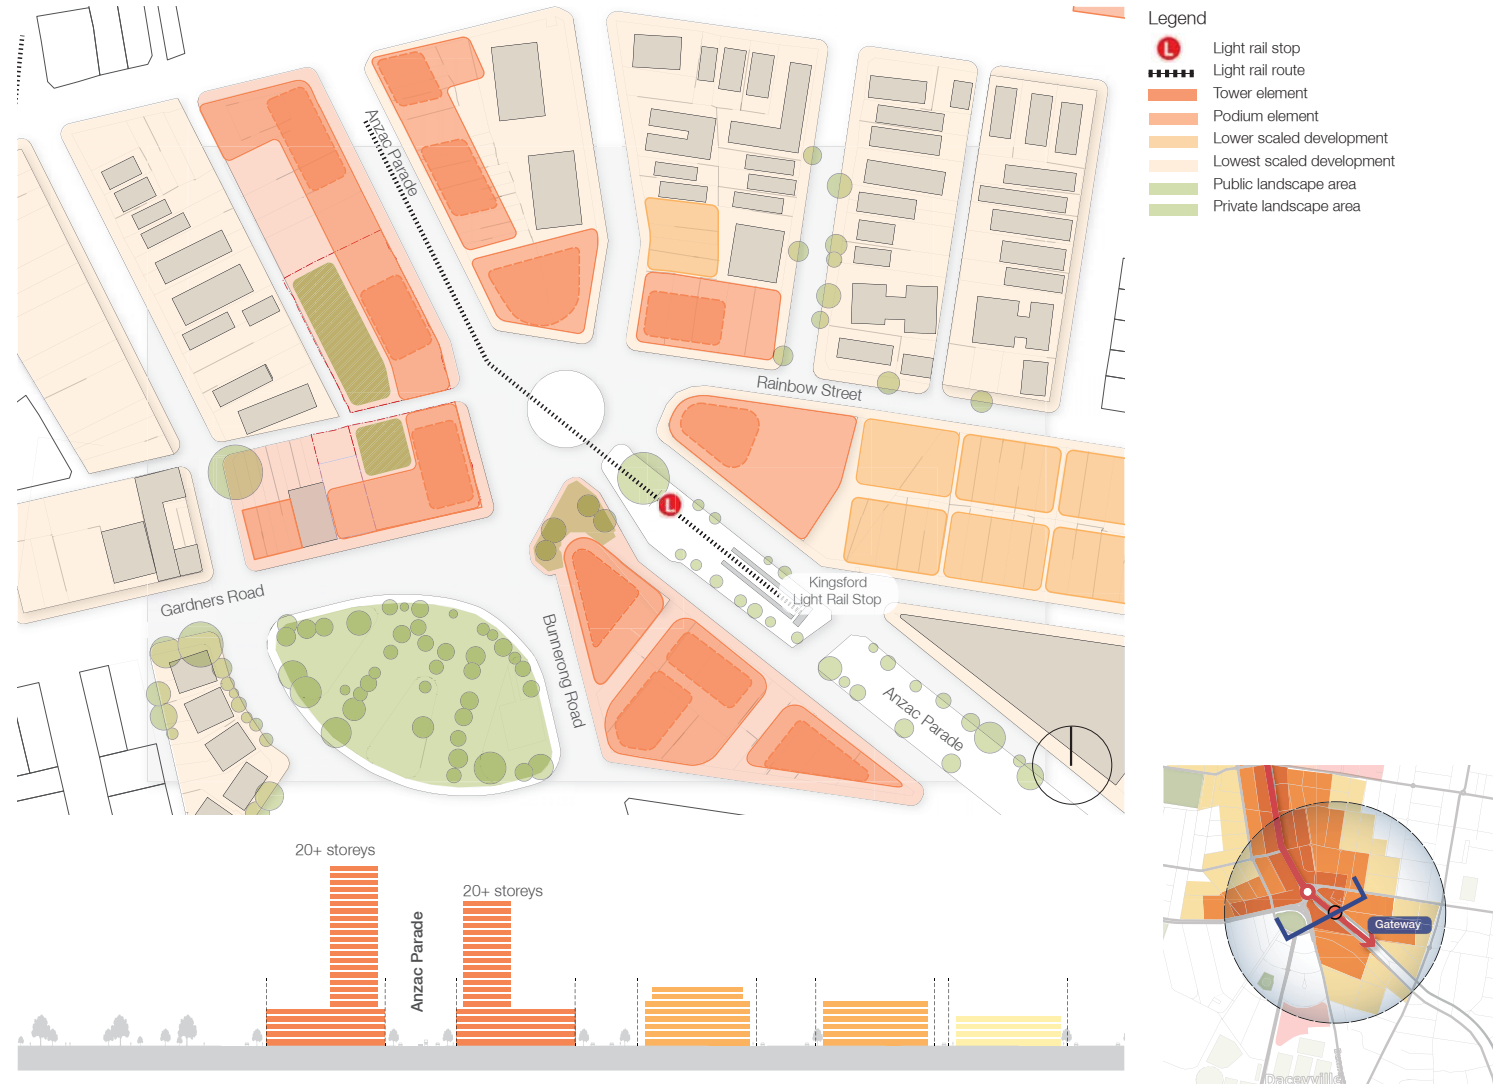 Legend
L
Light rail stop
Light rail route
Tower element
Podium element
Lower scaled development
Lowest scaled development
Public landscape area
Private landscape area
Anzac Parade
Rainbow Street
L
Kingsford
Light Rail Stop
Gardners Road
Bunnerong Road
Anzac Parade
20+ storeys
20+ storeys
Anzac Parade
Gateway
Daceyville